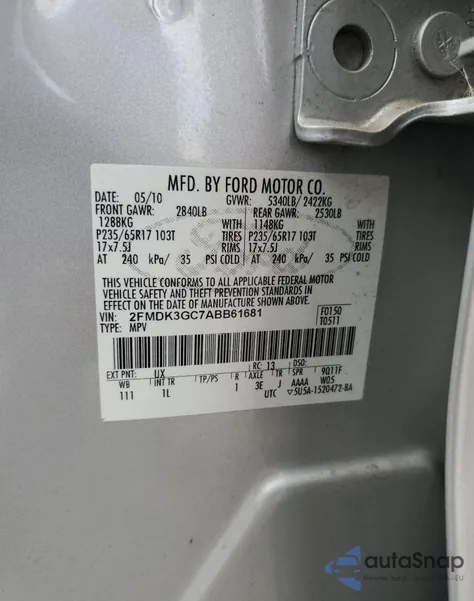 MFD. BY FORD MOTOR CO.
DATE: 05/10 GVWR: 5340LB/ 2422KG
FRONT GAWR: 2840LB REAR GAWR: 2530LB
1288KG WITH 1148KG WITH
P235/65R17 103T TIRES P235/65R17 103T TIRES
17x7.5J RIMS 17x7.5J RIMS
AT 240 kPa/ 35 PSI COLD AT 240 kPa/ 35 PSI COLD
THIS VEHICLE CONFORMS TO ALL APPLICABLE FEDERAL MOTOR
VEHICLE SAFETY AND THEFT PREVENTION STANDARDS IN
EFFECT ON THE DATE OF MANUFACTURE SHOWN ABOVE.
VIN: 2FMDK3GC7ABB61681 F0150
TYPE: MPV T0511
EXT PNT: UX RC: 13 DSO:
WB INT TR TP/PS R AXLE TR SPR 9011F
111 1L 1 3E J AAAA W05
UTC ▽5U5A-1520472-BA
autoSnap